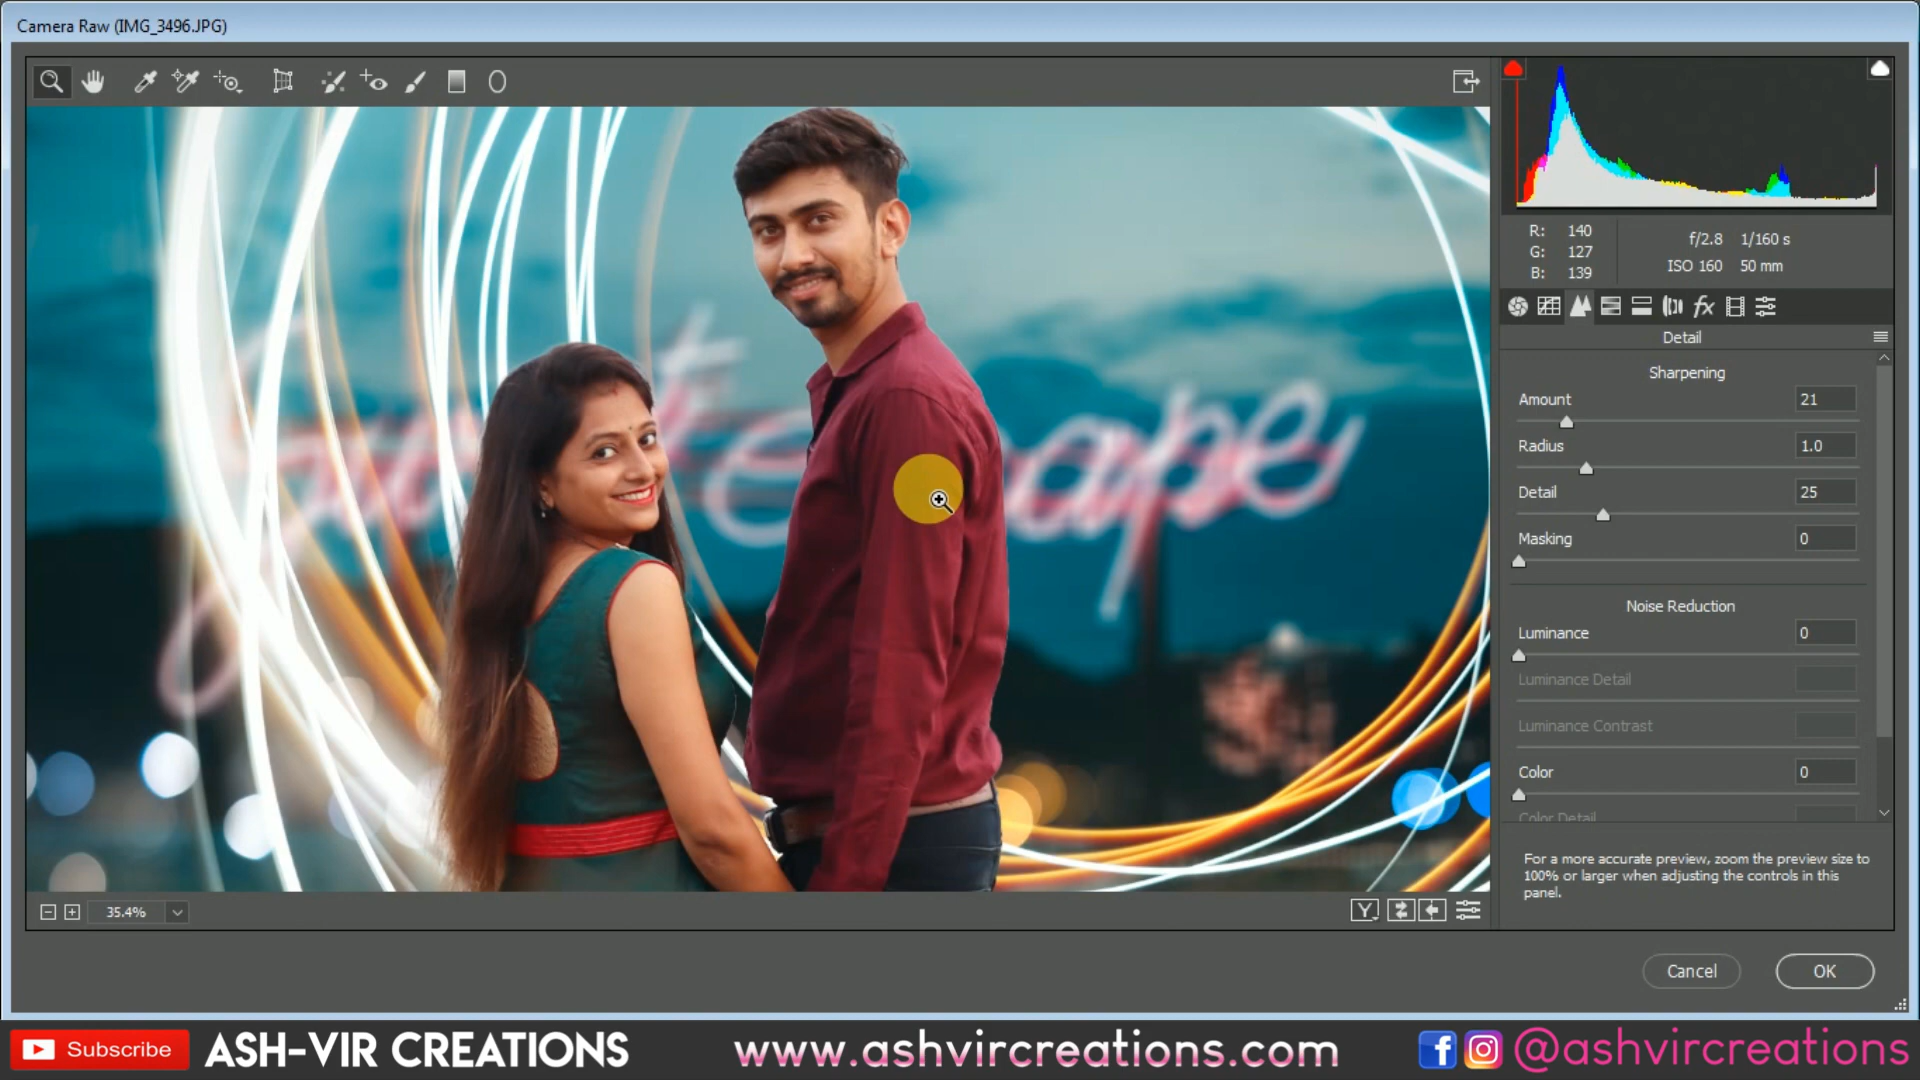 Camera Raw (IMG_3496.JPG)
R: 140
G: 127
B: 139
f/2.8 1/160 s
ISO 160 50 mm
fx
Detail
Sharpening
Amount 21
Radius 1.0
Detail 25
Masking 0
Noise Reduction
Luminance 0
Luminance Detail
Luminance Contrast
Color 0
Color Detail
For a more accurate preview, zoom the preview size to
100% or larger when adjusting the controls in this
panel.
35.4%
Y
Cancel OK
Subscribe ASH-VIR CREATIONS www.ashvircreations.com @ashvircreations